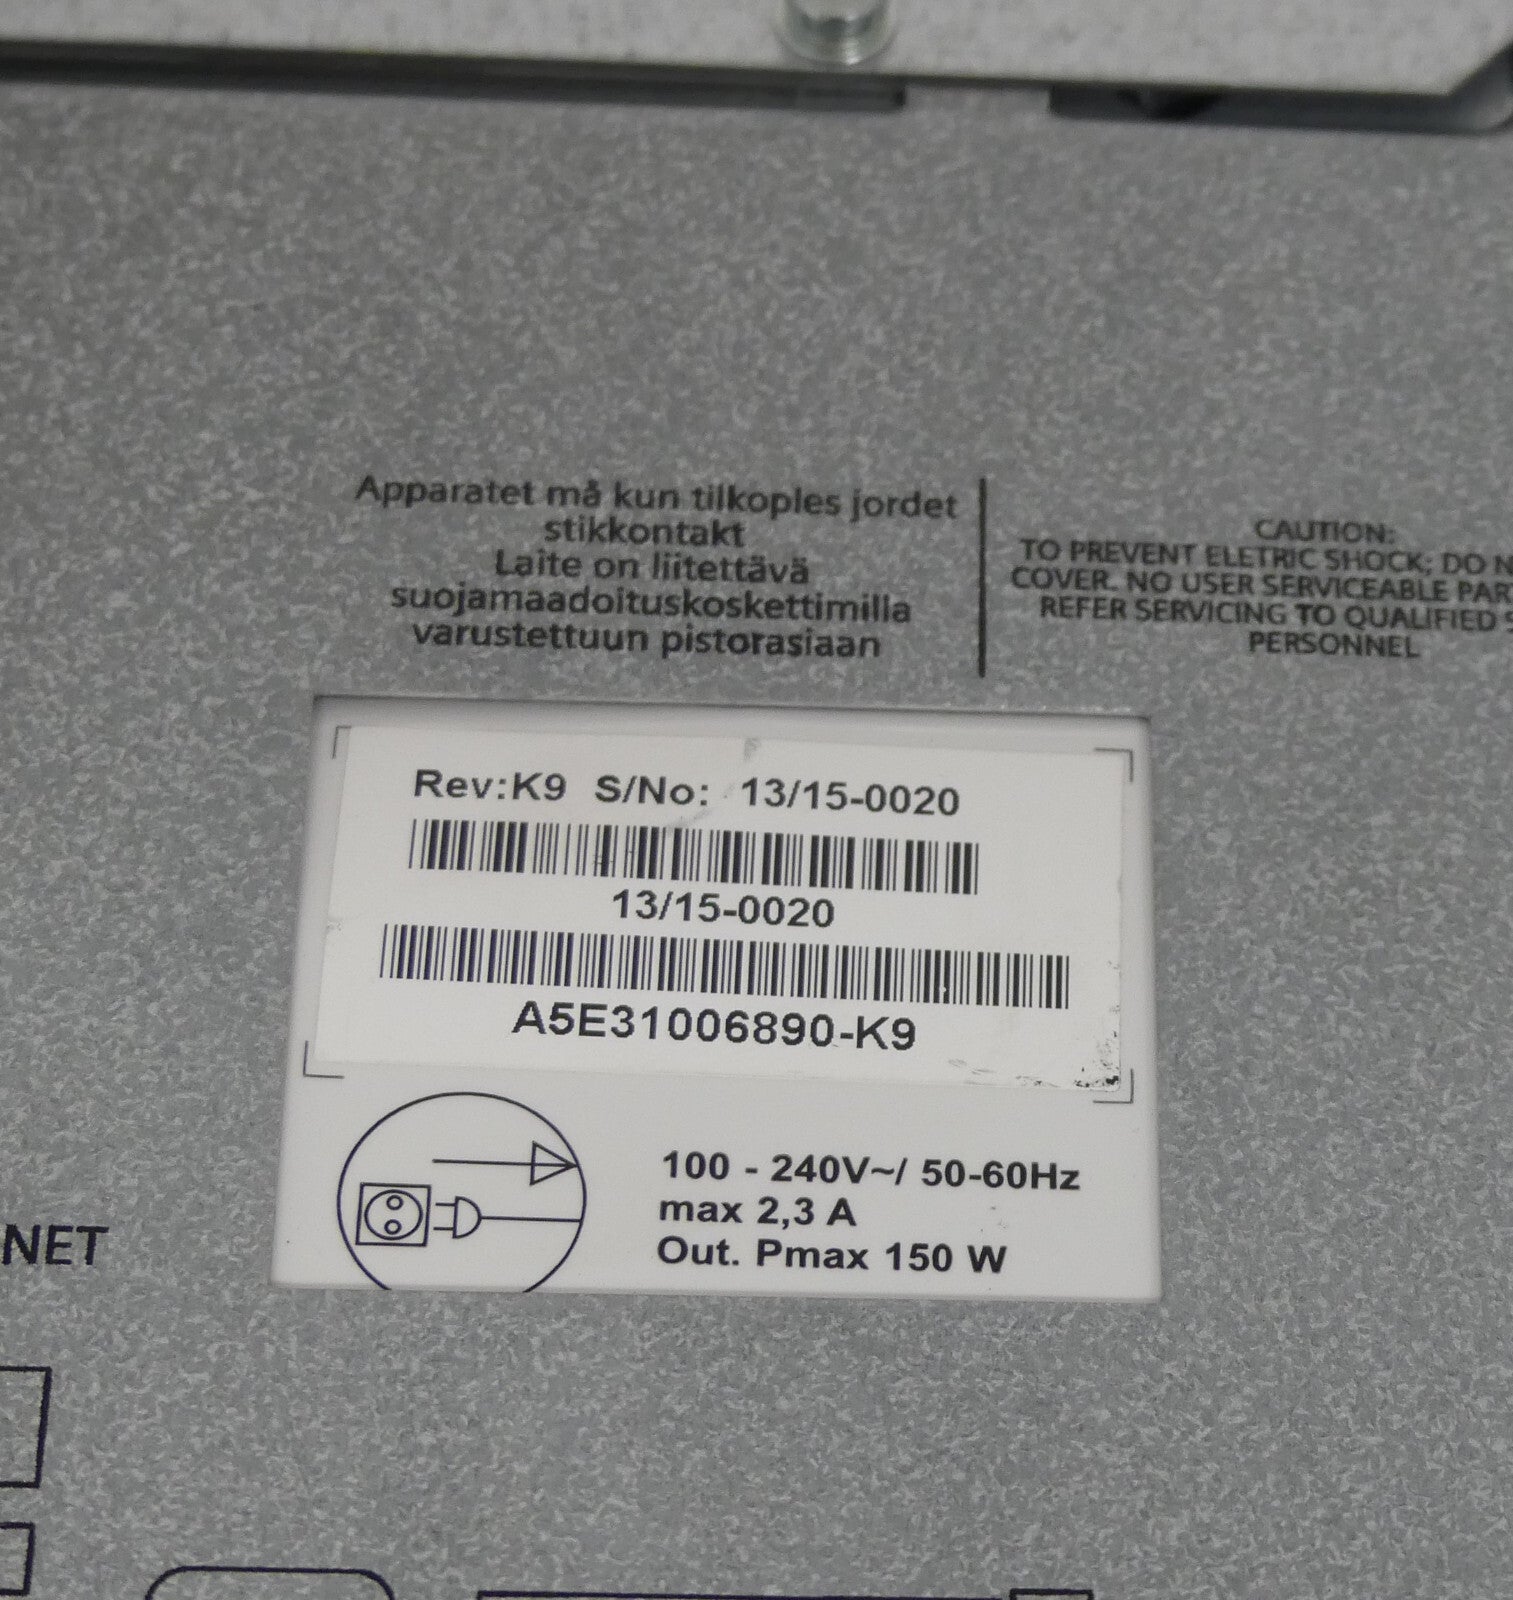 Apparatet må kun tilkoples jordet
stikkontakt
Laite on liitettävä
suojamaadoituskoskettimilla
varustettuun pistorasiaan
CAUTION:
TO PREVENT ELETRIC SHOCK; DO N
COVER. NO USER SERVICEABLE PAR
REFER SERVICING TO QUALIFIED S
PERSONNEL
Rev:K9 S/No: 13/15-0020
13/15-0020
A5E31006890-K9
100 - 240V~/ 50-60Hz
max 2,3 A
Out. Pmax 150 W
NET